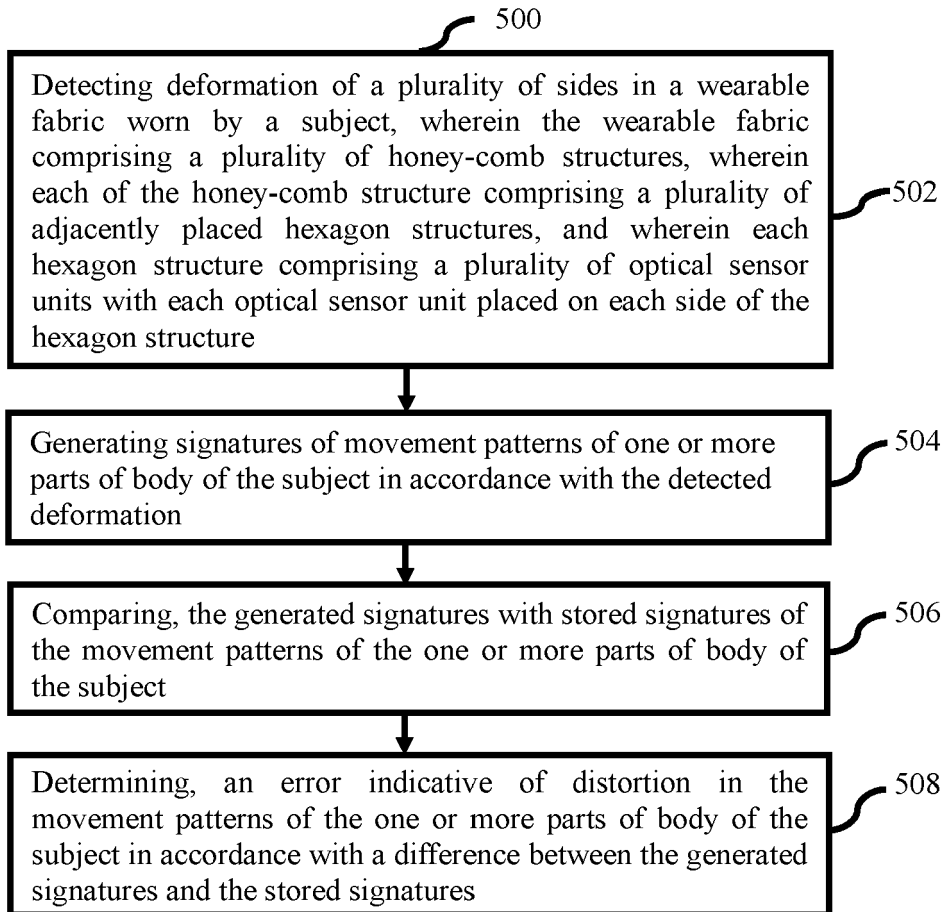 500
Detecting deformation of a plurality of sides in a wearable
fabric worn by a subject, wherein the wearable fabric
comprising a plurality of honey-comb structures, wherein
each of the honey-comb structure comprising a plurality of
adjacently placed hexagon structures, and wherein each
hexagon structure comprising a plurality of optical sensor
units with each optical sensor unit placed on each side of the
hexagon structure
502
Generating signatures of movement patterns of one or more
parts of body of the subject in accordance with the detected
deformation
504
Comparing, the generated signatures with stored signatures of
the movement patterns of the one or more parts of body of
the subject
506
Determining, an error indicative of distortion in the
movement patterns of the one or more parts of body of the
subject in accordance with a difference between the generated
signatures and the stored signatures
508